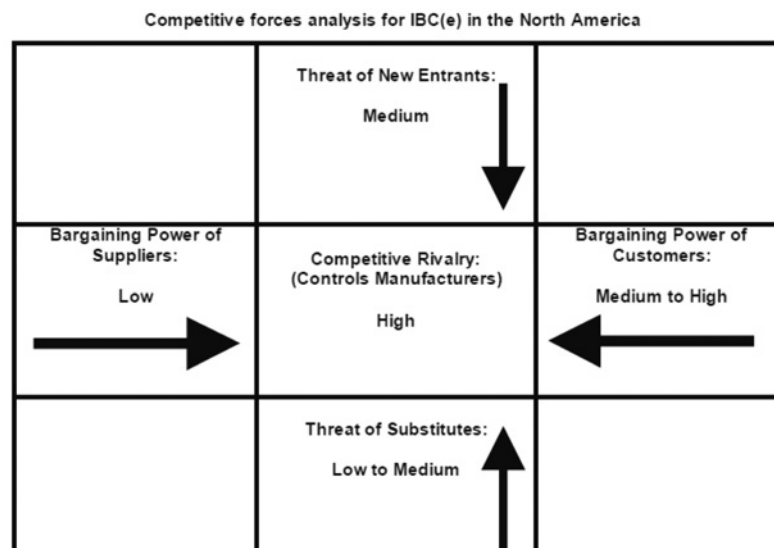 Competitive forces analysis for IBC(e) in the North America
Threat of New Entrants:
Medium
Bargaining Power of
Suppliers:
Low
Competitive Rivalry:
(Controls Manufacturers)
High
Bargaining Power of
Customers:
Medium to High
Threat of Substitutes:
Low to Medium